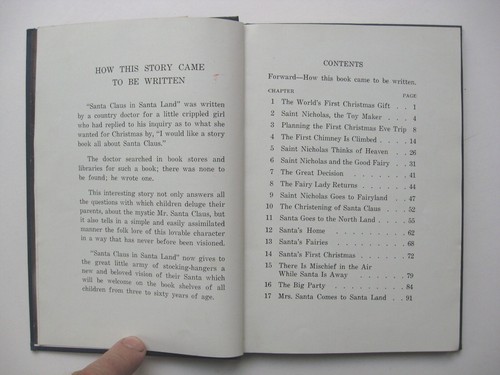 HOW THIS STORY CAME
TO BE WRITTEN
"Santa Claus in Santa Land" was written
by a country doctor for a little crippled girl
who had replied to his inquiry as to what she
wanted for Christmas by, "I would like a story
book all about Santa Claus."
The doctor searched in book stores and
libraries for such a book; there was none to
be found; he wrote one.
This interesting story not only answers all
the questions with which children deluge their
parents, about the mystic Mr. Santa Claus, but
it also tells in a simple and easily assimilated
manner the folk lore of this lovable character
in a way that has never before been visioned.
"Santa Claus in Santa Land" now gives to
the great little army of stocking-hangers a
new and beloved vision of their Santa which
will be welcome on the book shelves of all
children from three to sixty years of age.
CONTENTS
Forward—How this book came to be written.
CHAPTER PAGE
1 The World's First Christmas Gift . . . 1
2 Saint Nicholas, the Toy Maker . . . 4
3 Planning the First Christmas Eve Trip . 8
4 The First Chimney Is Climbed . . . . 14
5 Saint Nicholas Thinks of Heaven . . . 26
6 Saint Nicholas and the Good Fairy . . 31
7 The Great Decision . . . . . . . 41
8 The Fairy Lady Returns . . . . . . 44
9 Saint Nicholas Goes to Fairyland . . . 47
10 The Christening of Santa Claus . . . 52
11 Santa Goes to the North Land . . . . 55
12 Santa's Home . . . . . . . . 62
13 Santa's Fairies . . . . . . . . 68
14 Santa's First Christmas . . . . . . 72
15 There Is Mischief in the Air
While Santa Is Away . . . . . . 79
16 The Big Party . . . . . . . . 84
17 Mrs. Santa Comes to Santa Land . . . 91